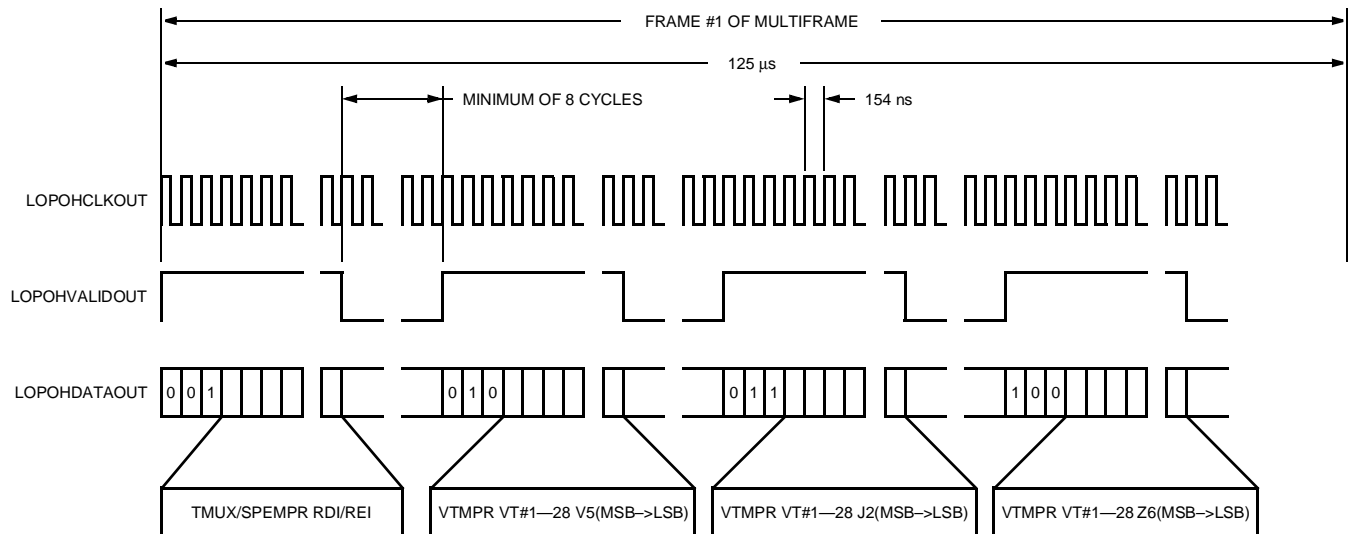 FRAME #1 OF MULTIFRAME
125 μs
MINIMUM OF 8 CYCLES
154 ns
LOPOHCLKOUT
LOPOHVALIDOUT
LOPOHDATAOUT
0 0 1
0 1 0
0 1 1
1 0 0
TMUX/SPEMPR RDI/REI
VTMPR VT#1—28 V5(MSB–>LSB)
VTMPR VT#1—28 J2(MSB–>LSB)
VTMPR VT#1—28 Z6(MSB–>LSB)